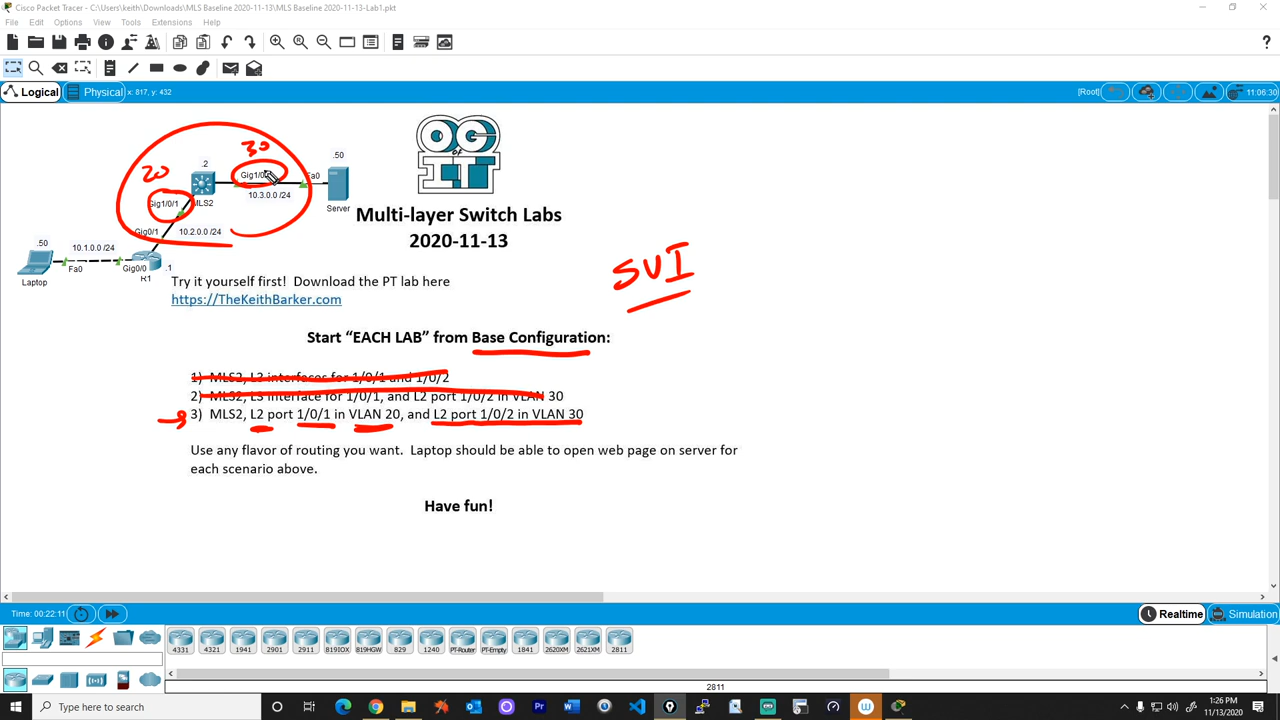 Cisco Packet Tracer - C:\Users\keith\Downloads\MLS Baseline 2020-11-13\MLS Baseline 2020-11-13-Lab1.pkt
File Edit Options View Tools Extensions Help
Logical Physical x: 817, y: 432 [Root] 11:06:30
30
20
.2
.50
Gig1/0/
Fa0
Gig1/0/1
MLS2
10.3.0.0 /24
Server
Gig0/1
10.2.0.0 /24
.50
10.1.0.0 /24
Fa0
Gig0/0
.1
Laptop
R1
OG of IT
Multi-layer Switch Labs
2020-11-13
SVI
Try it yourself first! Download the PT lab here
https://TheKeithBarker.com
Start “EACH LAB” from Base Configuration:
1) MLS2, L3 interfaces for 1/0/1 and 1/0/2
2) MLS2, L3 interface for 1/0/1, and L2 port 1/0/2 in VLAN 30
3) MLS2, L2 port 1/0/1 in VLAN 20, and L2 port 1/0/2 in VLAN 30
Use any flavor of routing you want. Laptop should be able to open web page on server for
each scenario above.
Have fun!
Time: 00:22:11 Realtime Simulation
4331 4321 1941 2901 2911 819IOX 819HGW 829 1240 PT-Router PT-Empty 1841 2620XM 2621XM 2811
2811
Type here to search
1:26 PM
11/13/2020